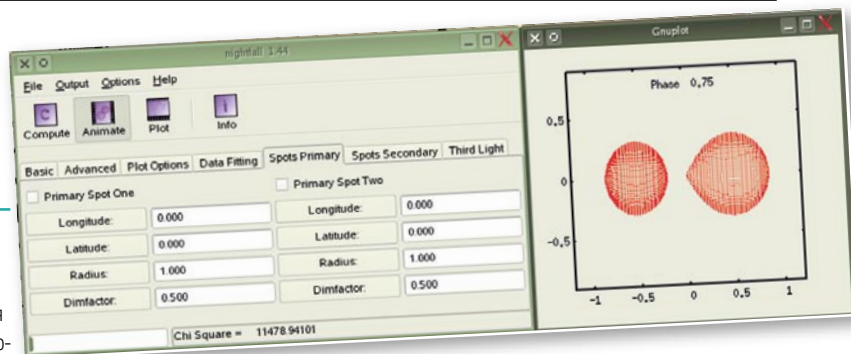 nightfall 1.44
File Output Options Help
Compute Animate Plot Info
Basic Advanced Plot Options Data Fitting Spots Primary Spots Secondary Third Light
Primary Spot One
Longitude: 0.000
Latitude: 0.000
Radius: 1.000
Dimfactor: 0.500
Primary Spot Two
Longitude: 0.000
Latitude: 0.000
Radius: 1.000
Dimfactor: 0.500
Chi Square = 11478.94101
Gnuplot
Phase 0,75
0,5
0
-0,5
-1 -0,5 0 0,5 1
я
о-